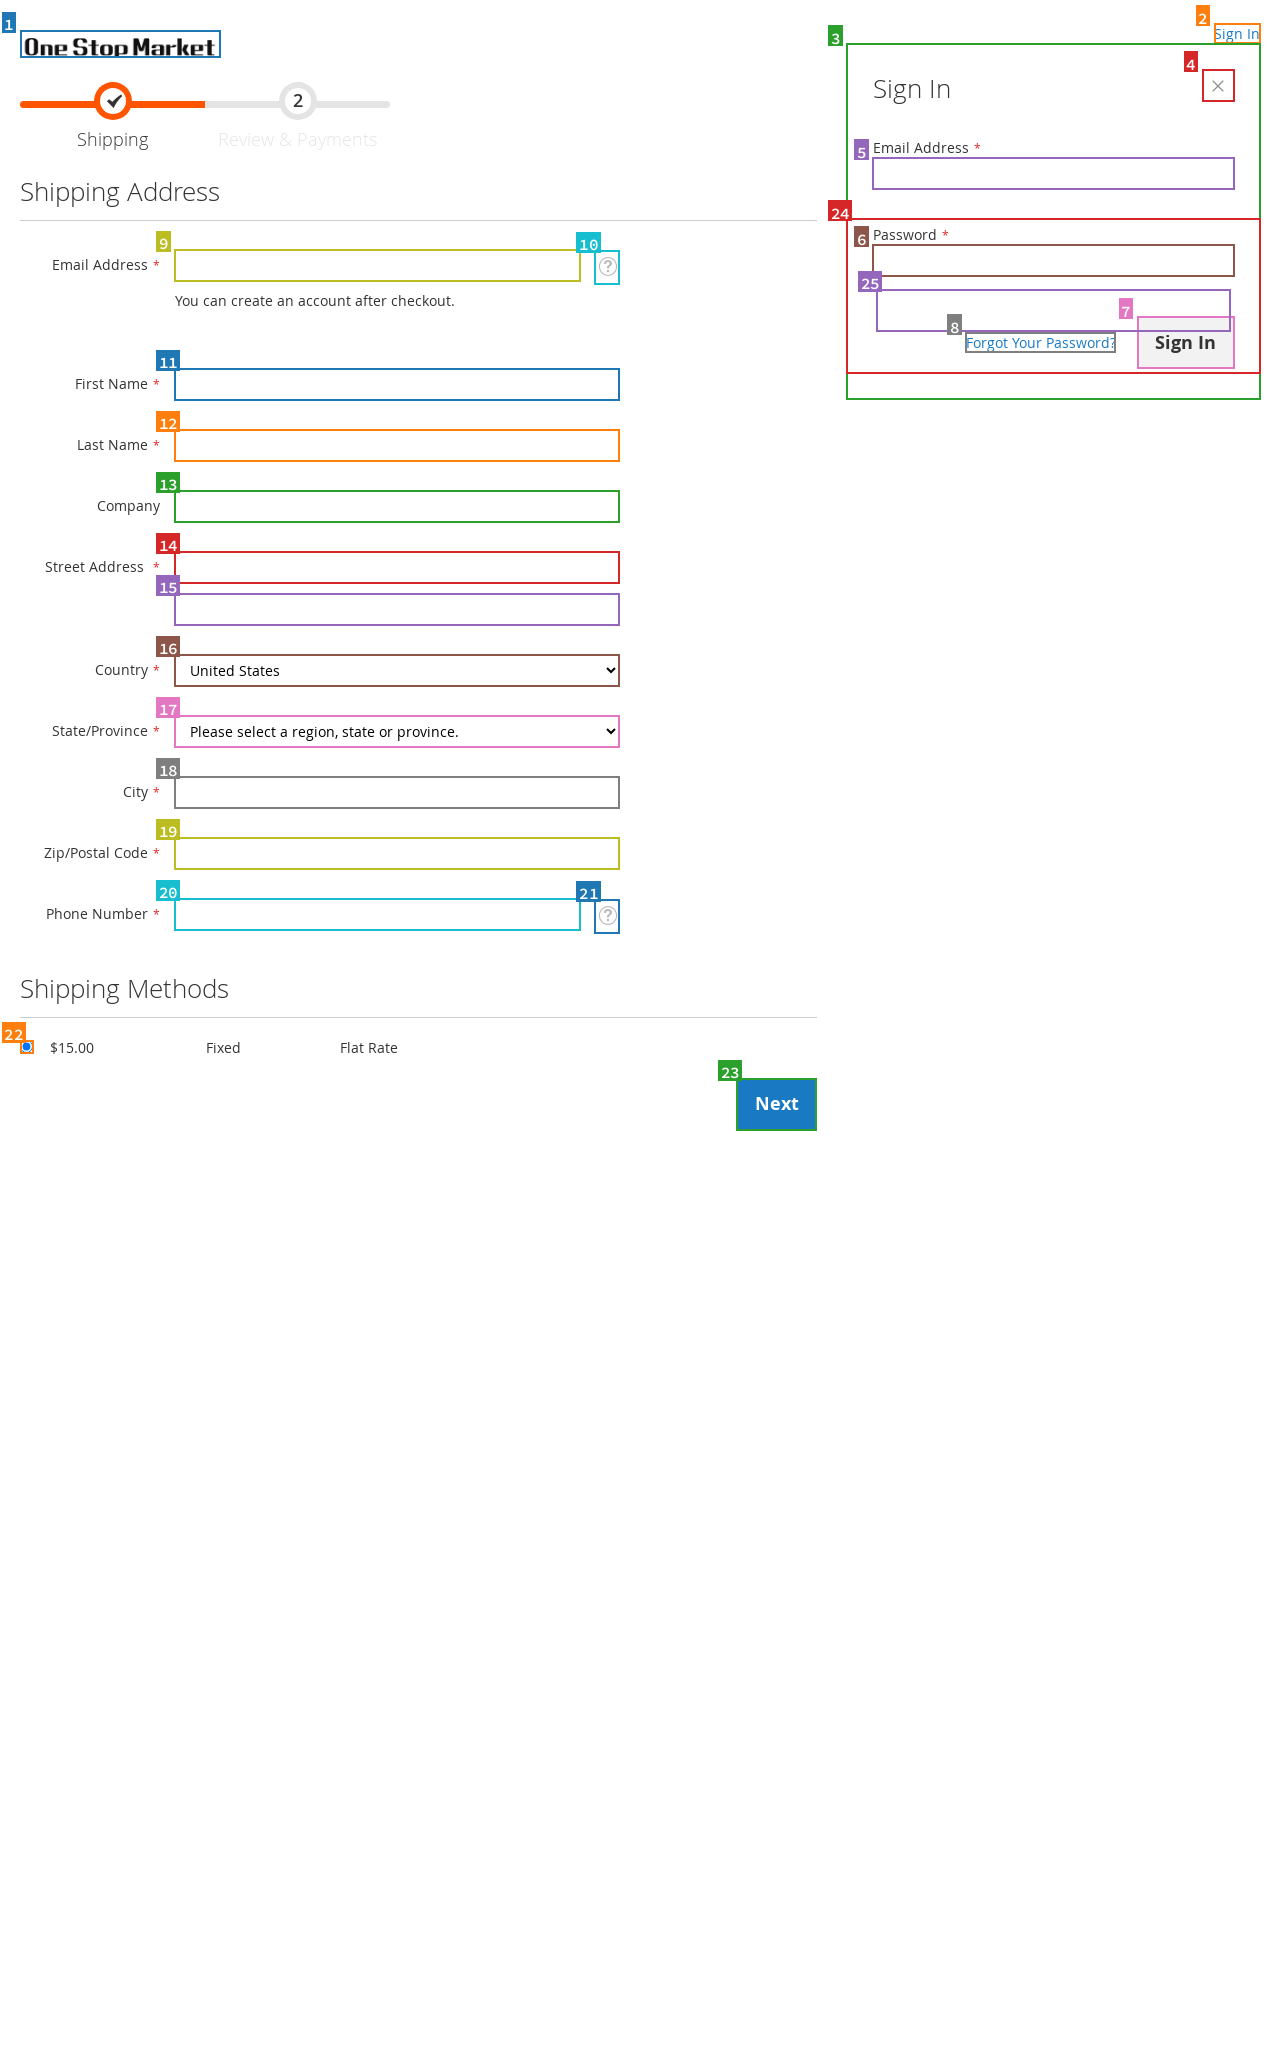 1
One Stop Market
2
Sign In
3
4
Sign In
2
Shipping
Review & Payments
5
Email Address *
Shipping Address
24
6
Password *
25
7
8
Forgot Your Password?
Sign In
9
10
Email Address *
You can create an account after checkout.
11
First Name *
12
Last Name *
13
Company
14
Street Address *
15
16
Country *
United States
17
State/Province *
Please select a region, state or province.
18
City *
19
Zip/Postal Code *
20
21
Phone Number *
Shipping Methods
22
$15.00 Fixed Flat Rate
23
Next